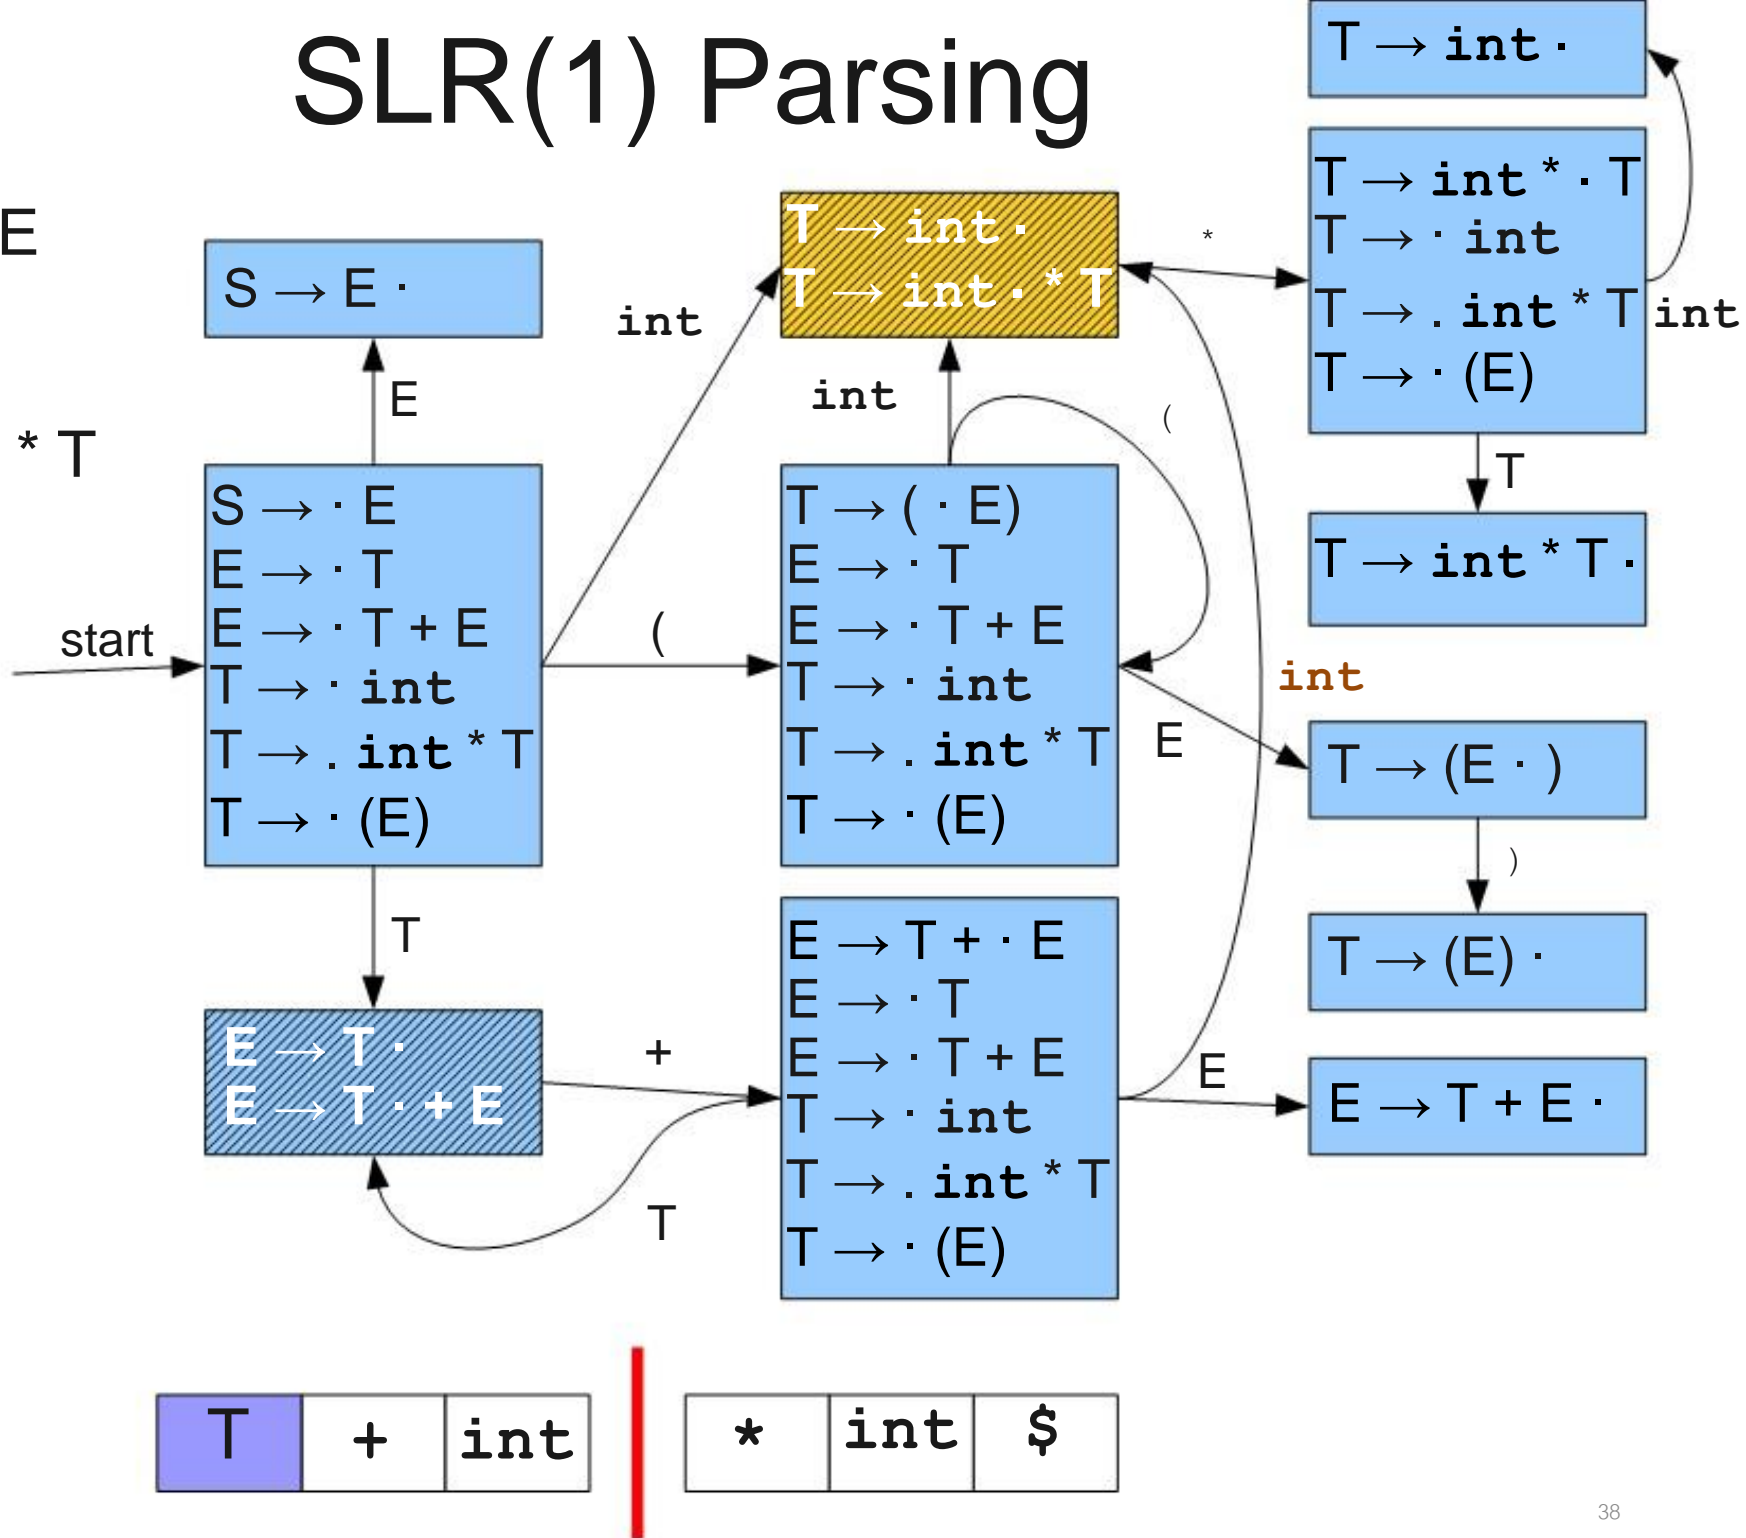 SLR(1) Parsing
E
* T
start
S → E ·
E
S → · E
E → · T
E → · T + E
T → · int
T → . int * T
T → · (E)
T
E → T ·
E → T · + E
int
(
+
T
T → int ·
T → int · * T
int
(
T → ( · E)
E → · T
E → · T + E
T → · int
T → . int * T
T → · (E)
E → T + · E
E → · T
E → · T + E
T → · int
T → . int * T
T → · (E)
*
int
E
E
T → int ·
T → int * · T
T → · int
T → . int * T
T → · (E)
int
T
T → int * T ·
T → (E · )
)
T → (E) ·
E → T + E ·
T + int
* int $
38